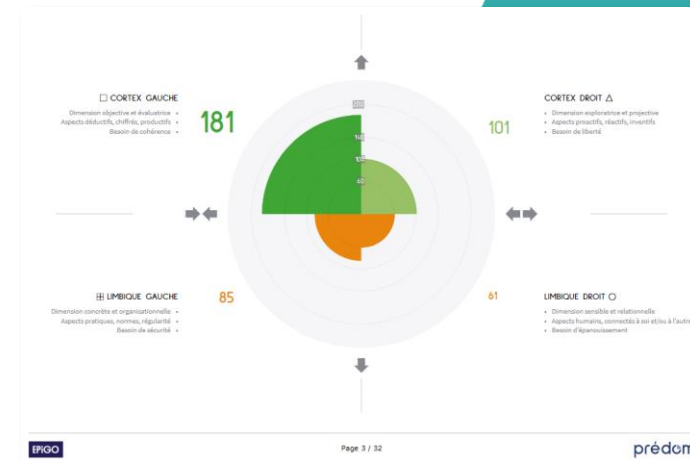 □ CORTEX GAUCHE
Dimension objective et évaluatrice •
Aspects déductifs, chiffrés, productifs •
Besoin de cohérence •
181
200
140
100
60
101
CORTEX DROIT △
• Dimension exploratrice et projective
• Aspects proactifs, réactifs, inventifs
• Besoin de liberté
⊞ LIMBIQUE GAUCHE
Dimension concrète et organisationnelle •
Aspects pratiques, normes, régularité •
Besoin de sécurité •
85
61
LIMBIQUE DROIT ○
• Dimension sensible et relationnelle
• Aspects humains, connectés à soi et/ou à l'autre
• Besoin d'épanouissement
EPIGO
Page 3 / 32
prédom